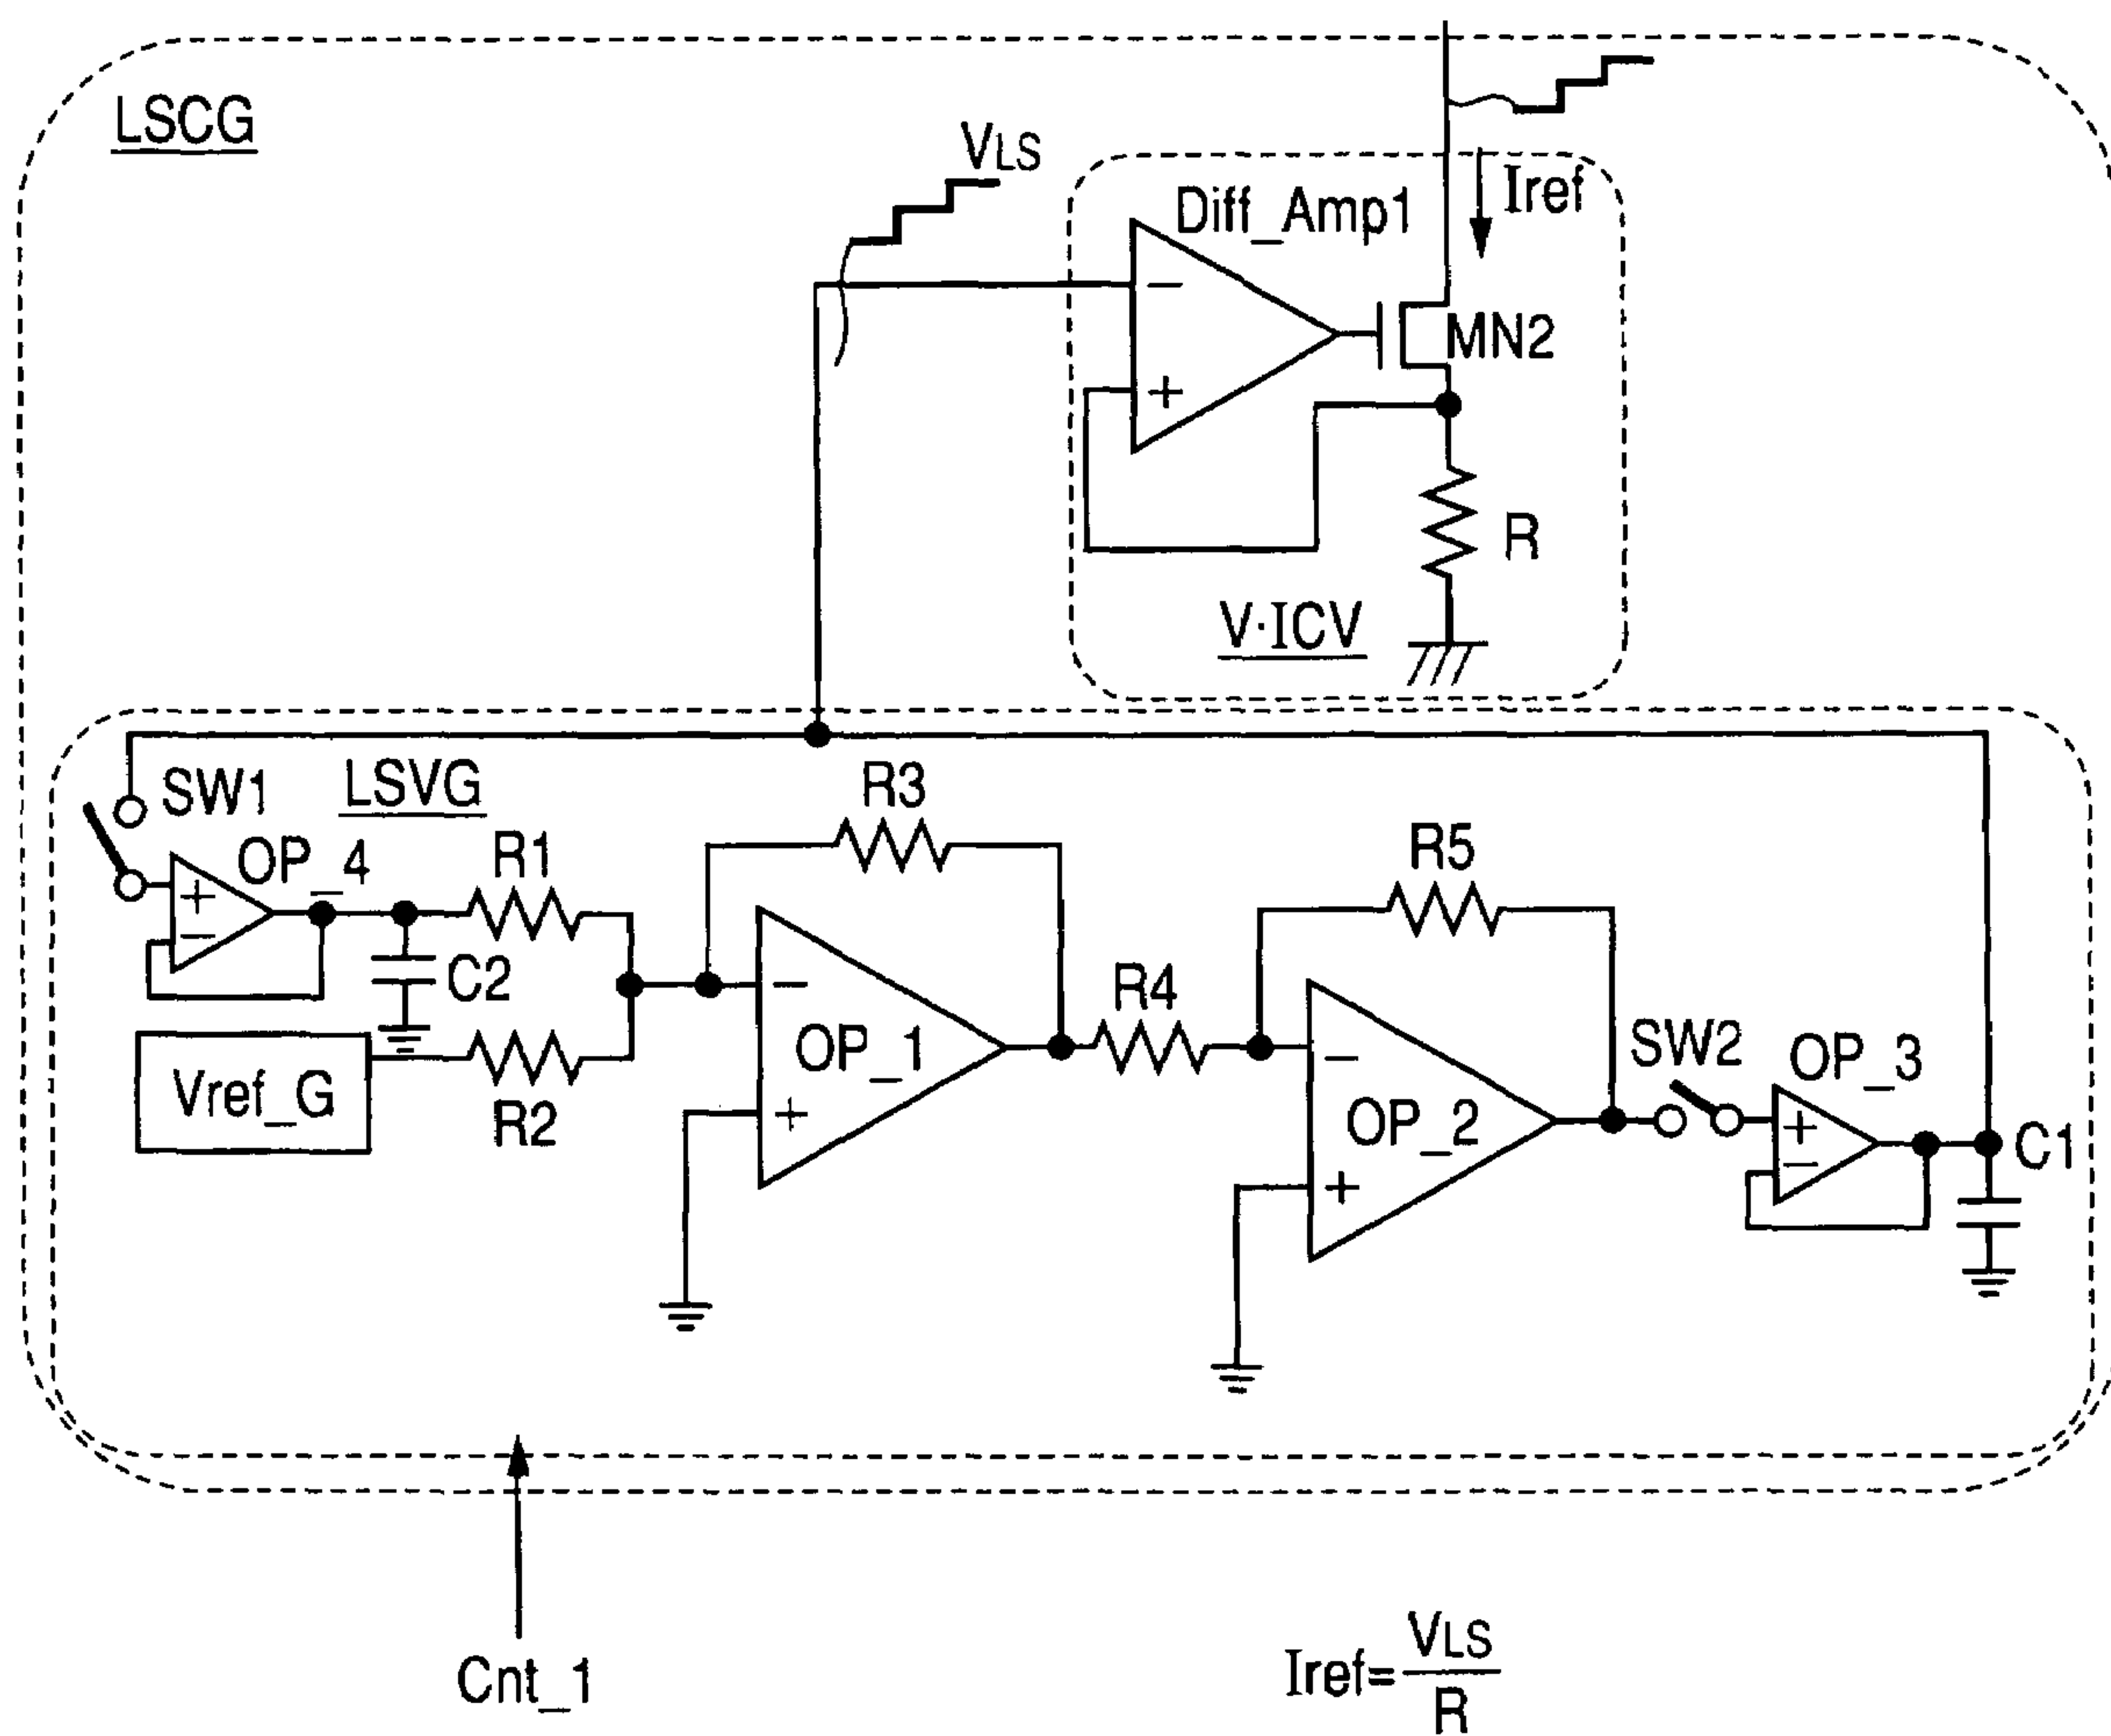 LSCG
VLS
Iref
Diff_Amp1
−
MN2
+
R
V·ICV
SW1
LSVG
R3
OP_4
R1
R5
+
−
C2
R4
−
OP_1
SW2
OP_3
Vref_G
R2
−
+
OP_2
+
−
C1
+
Cnt_1
Iref=VLS/R